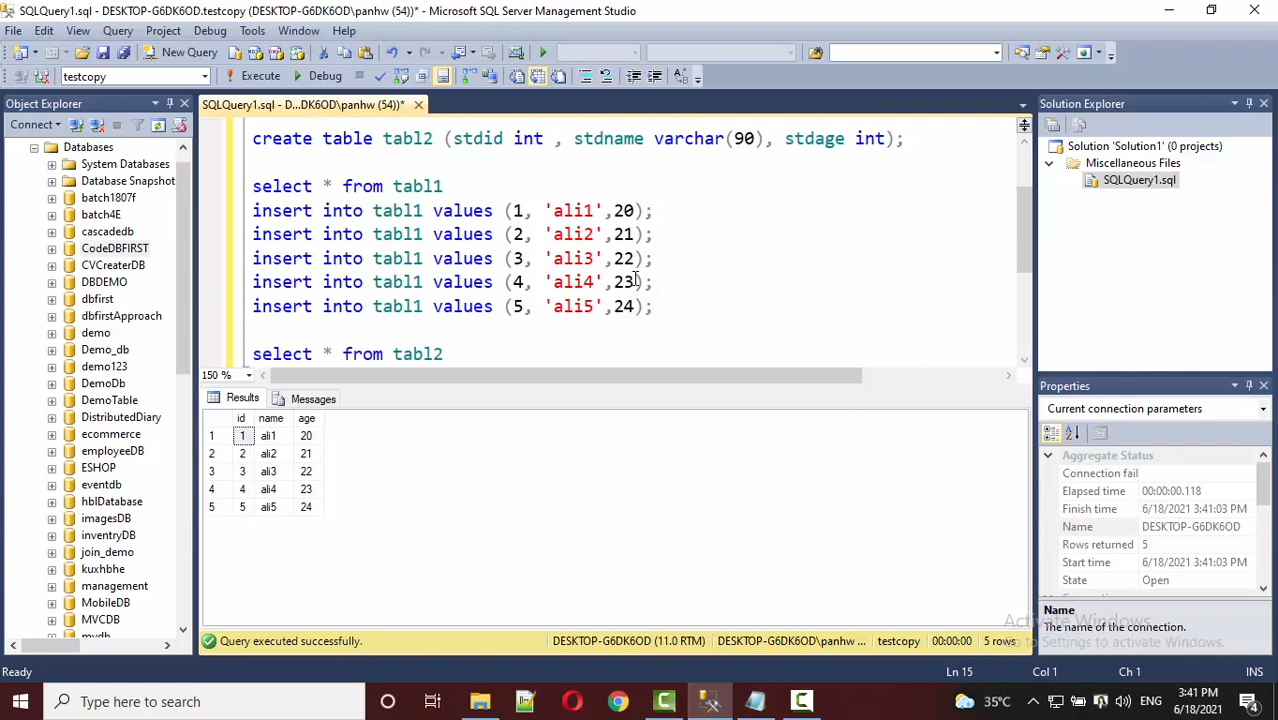 SQLQuery1.sql - DESKTOP-G6DK6OD.testcopy (DESKTOP-G6DK6OD\panhw (54))* - Microsoft SQL Server Management Studio
File Edit View Query Project Debug Tools Window Help
New Query
testcopy Execute Debug
Object Explorer
Connect
Databases
System Databases
Database Snapshot
batch1807f
batch4E
cascadedb
CodeDBFIRST
CVCreaterDB
DBDEMO
dbfirst
dbfirstApproach
demo
Demo_db
demo123
DemoDb
DemoTable
DistributedDiary
ecommerce
employeeDB
ESHOP
eventdb
hblDatabase
imagesDB
inventryDB
join_demo
kuxhbhe
management
MobileDB
MVCDB
mydb
SQLQuery1.sql - D...DK6OD\panhw (54))*
create table tabl2 (stdid int , stdname varchar(90), stdage int);
select * from tabl1
insert into tabl1 values (1, 'ali1',20);
insert into tabl1 values (2, 'ali2',21);
insert into tabl1 values (3, 'ali3',22);
insert into tabl1 values (4, 'ali4',23);
insert into tabl1 values (5, 'ali5',24);
select * from tabl2
150 %
Results Messages
id name age
1 1 ali1 20
2 2 ali2 21
3 3 ali3 22
4 4 ali4 23
5 5 ali5 24
Query executed successfully. DESKTOP-G6DK6OD (11.0 RTM) DESKTOP-G6DK6OD\panhw ... testcopy 00:00:00 5 rows
Solution Explorer
Solution 'Solution1' (0 projects)
Miscellaneous Files
SQLQuery1.sql
Properties
Current connection parameters
Aggregate Status
Connection fail
Elapsed time 00:00:00.118
Finish time 6/18/2021 3:41:03 PM
Name DESKTOP-G6DK6OD
Rows returned 5
Start time 6/18/2021 3:41:03 PM
State Open
Name
The name of the connection.
Activate Windows
Go to Settings to activate Windows.
Ready Ln 15 Col 1 Ch 1 INS
Type here to search
35°C ENG 3:41 PM
6/18/2021
4